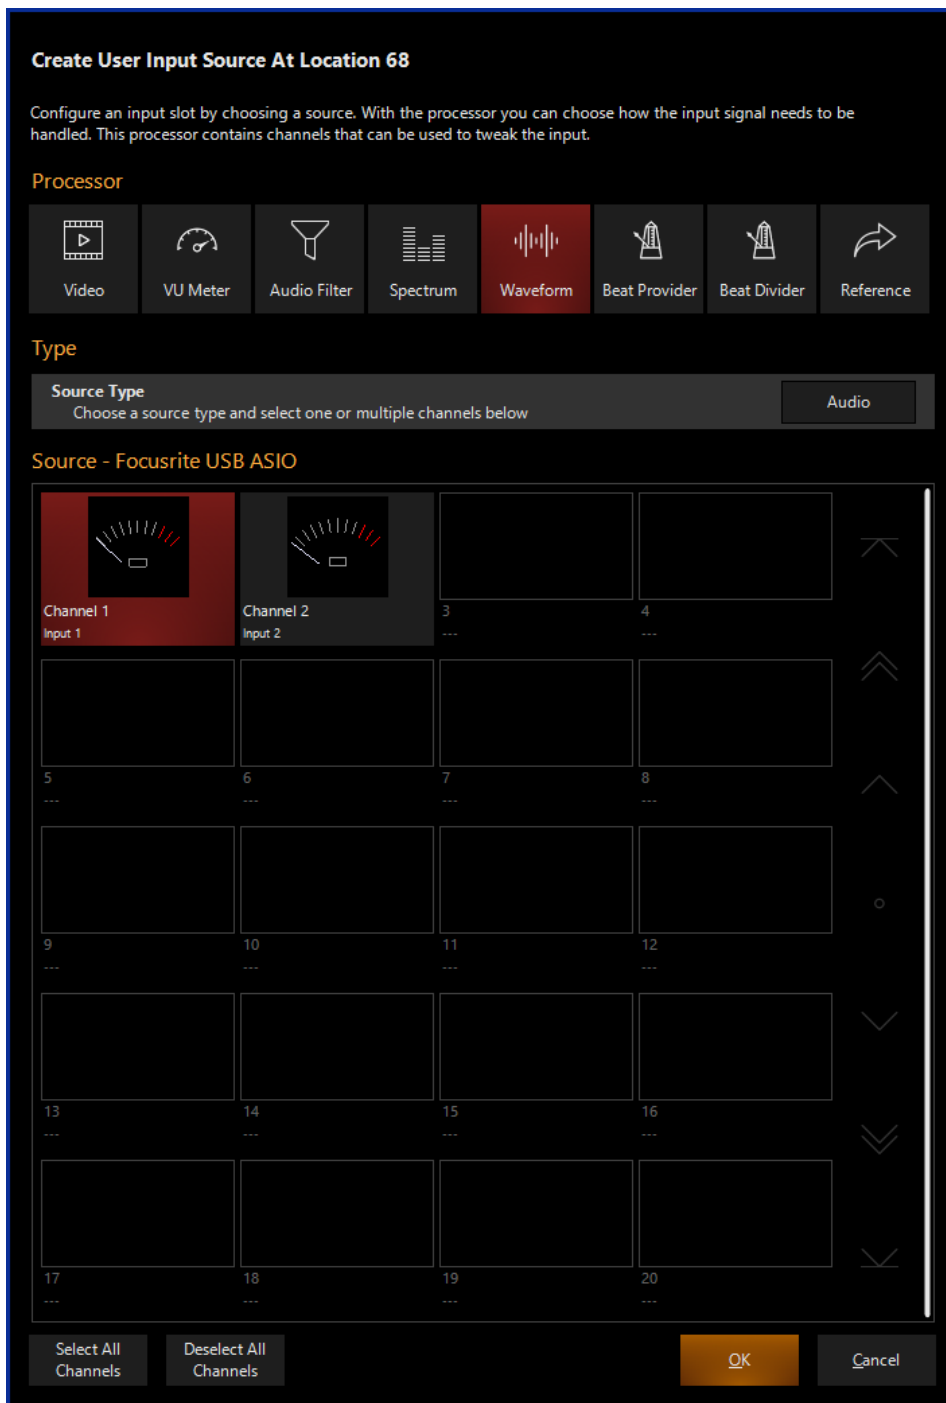 Create User Input Source At Location 68
Configure an input slot by choosing a source. With the processor you can choose how the input signal needs to be
handled. This processor contains channels that can be used to tweak the input.
Processor
Video VU Meter Audio Filter Spectrum Waveform Beat Provider Beat Divider Reference
Type
Source Type
Choose a source type and select one or multiple channels below
Audio
Source - Focusrite USB ASIO
Channel 1 Channel 2 3 4
Input 1 Input 2 --- ---
5 6 7 8
--- --- --- ---
9 10 11 12
--- --- --- ---
13 14 15 16
--- --- --- ---
17 18 19 20
--- --- --- ---
Select All
Channels
Deselect All
Channels
OK
Cancel